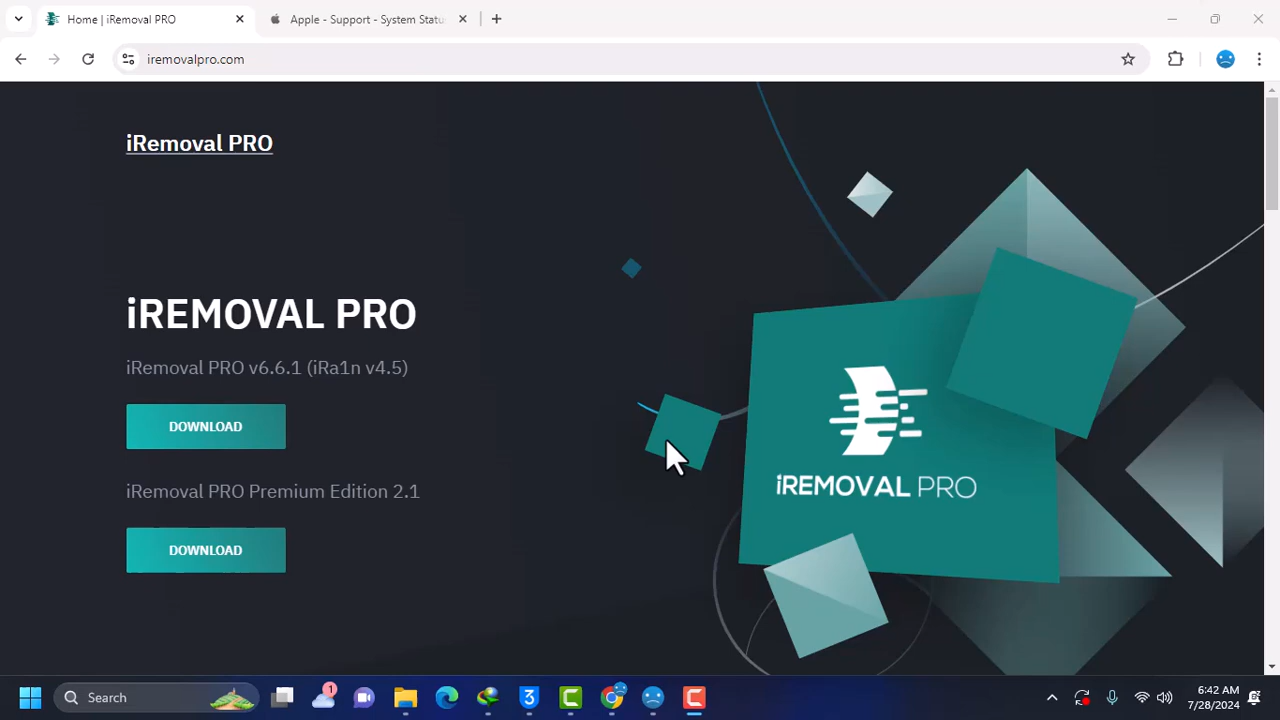 Home | iRemoval PRO
Apple - Support - System Statu
iremovalpro.com
iRemoval PRO
iREMOVAL PRO
iRemoval PRO v6.6.1 (iRa1n v4.5)
DOWNLOAD
iRemoval PRO Premium Edition 2.1
DOWNLOAD
iREMOVAL PRO
Search
1
3
6:42 AM
7/28/2024